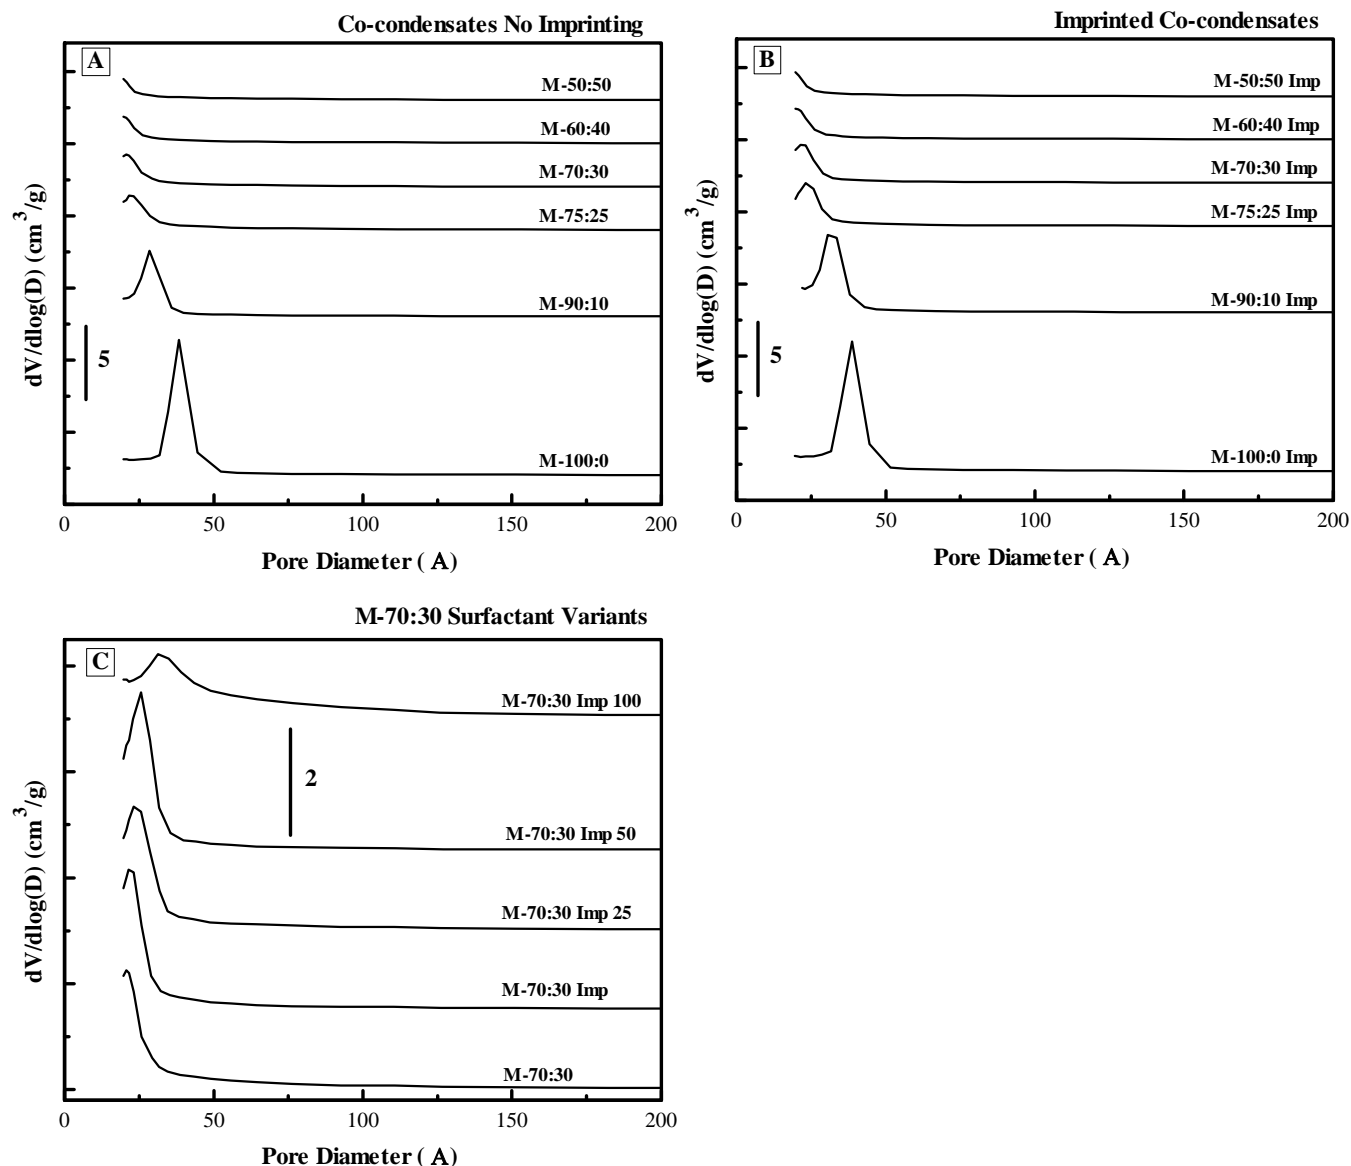 Co-condensates No Imprinting
A
M-50:50
M-60:40
M-70:30
M-75:25
M-90:10
5
M-100:0
dV/dlog(D) (cm³/g)
0 50 100 150 200
Pore Diameter ( A)
Imprinted Co-condensates
B
M-50:50 Imp
M-60:40 Imp
M-70:30 Imp
M-75:25 Imp
M-90:10 Imp
5
M-100:0 Imp
dV/dlog(D) (cm³/g)
0 50 100 150 200
Pore Diameter ( A)
M-70:30 Surfactant Variants
C
M-70:30 Imp 100
2
M-70:30 Imp 50
M-70:30 Imp 25
M-70:30 Imp
M-70:30
dV/dlog(D) (cm³/g)
0 50 100 150 200
Pore Diameter ( A)